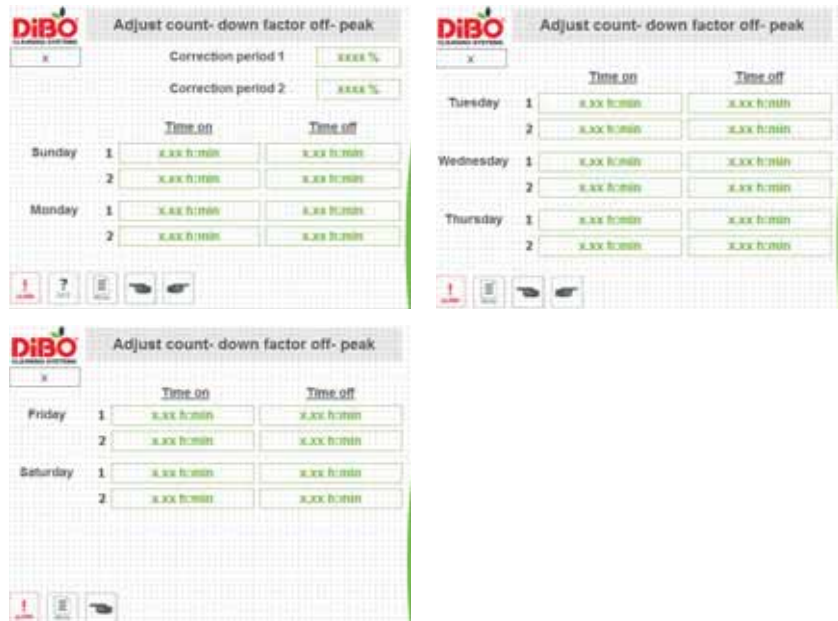 DiBO
CLEANING SYSTEMS
Adjust count- down factor off- peak
x
Correction period 1 xxxx %
Correction period 2 xxxx %
Time on Time off
Sunday 1 x.xx h:min x.xx h:min
2 x.xx h:min x.xx h:min
Monday 1 x.xx h:min x.xx h:min
2 x.xx h:min x.xx h:min
! ?
DiBO
CLEANING SYSTEMS
Adjust count- down factor off- peak
x
Time on Time off
Tuesday 1 x.xx h:min x.xx h:min
2 x.xx h:min x.xx h:min
Wednesday 1 x.xx h:min x.xx h:min
2 x.xx h:min x.xx h:min
Thursday 1 x.xx h:min x.xx h:min
2 x.xx h:min x.xx h:min
!
DiBO
CLEANING SYSTEMS
Adjust count- down factor off- peak
x
Time on Time off
Friday 1 x.xx h:min x.xx h:min
2 x.xx h:min x.xx h:min
Saturday 1 x.xx h:min x.xx h:min
2 x.xx h:min x.xx h:min
!